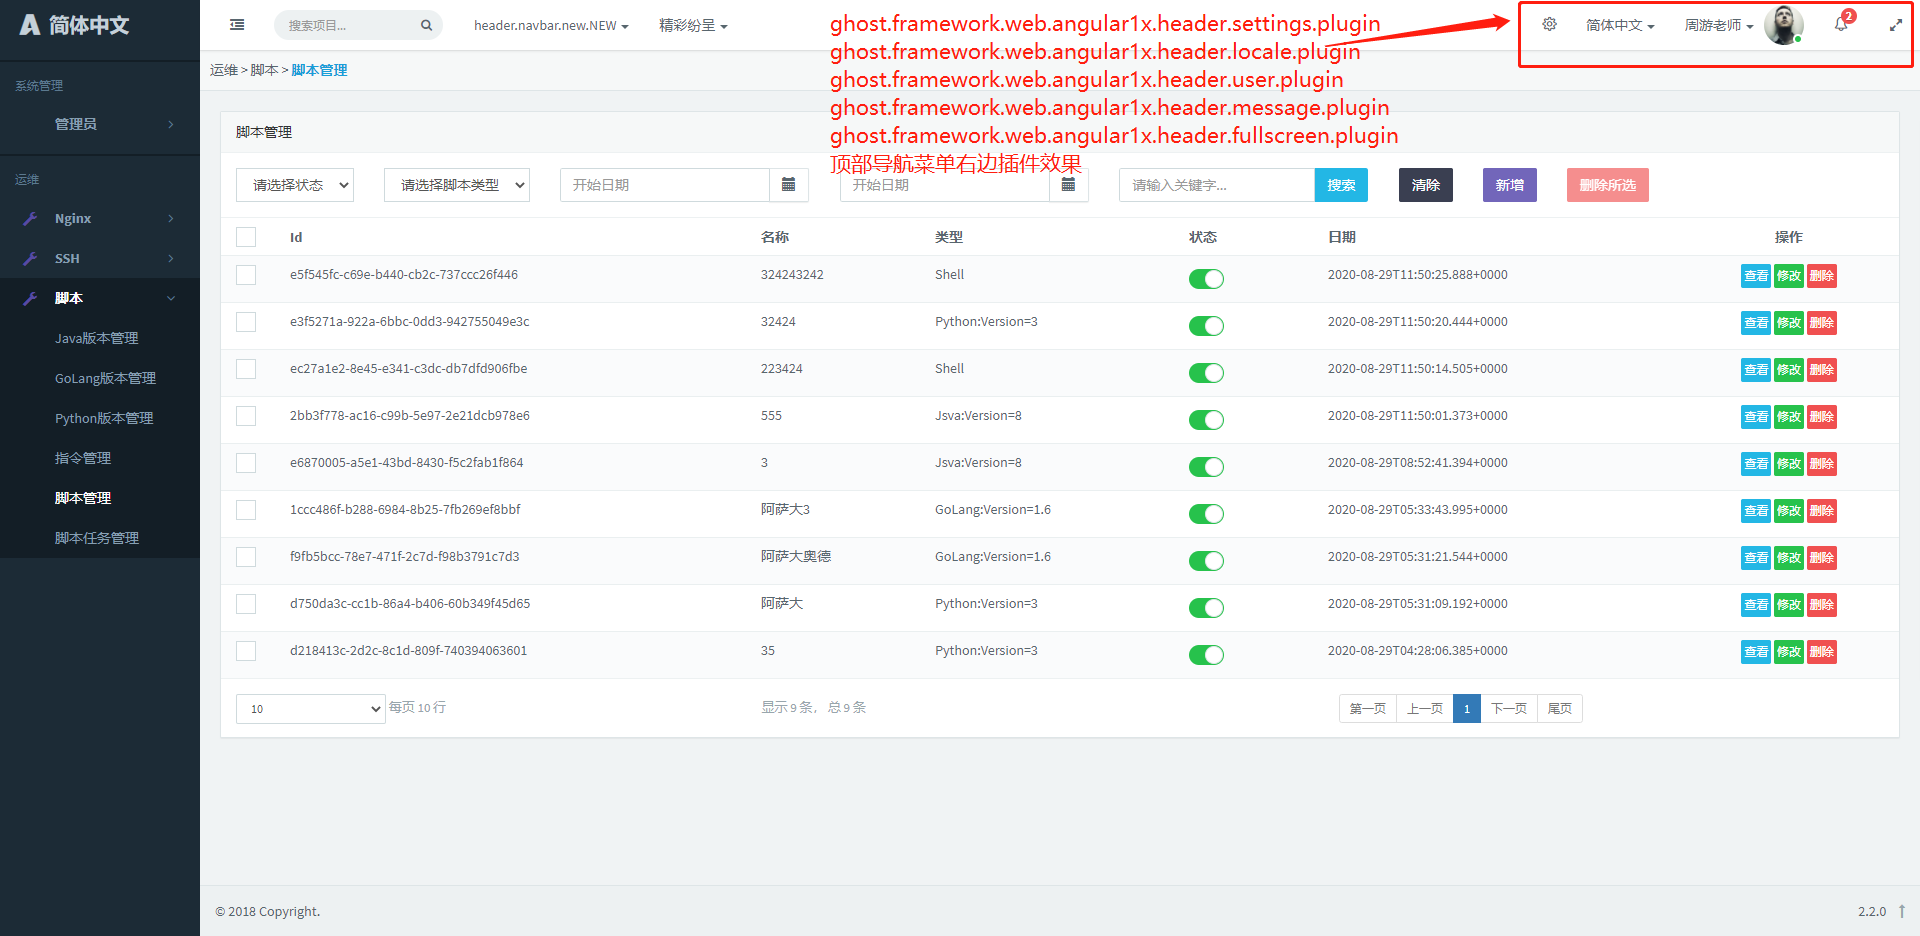 简体中文
搜索项目...
header.navbar.new.NEW
精彩纷呈
ghost.framework.web.angular1x.header.settings.plugin
ghost.framework.web.angular1x.header.locale.plugin
ghost.framework.web.angular1x.header.user.plugin
ghost.framework.web.angular1x.header.message.plugin
ghost.framework.web.angular1x.header.fullscreen.plugin
顶部导航菜单右边插件效果
简体中文
周游老师
2
运维 > 脚本 > 脚本管理
系统管理
管理员
运维
Nginx
SSH
脚本
Java版本管理
GoLang版本管理
Python版本管理
指令管理
脚本管理
脚本任务管理
脚本管理
请选择状态 请选择脚本类型 开始日期 开始日期 请输入关键字... 搜索 清除 新增 删除所选
Id 名称 类型 状态 日期 操作
e5f545fc-c69e-b440-cb2c-737ccc26f446 324243242 Shell 2020-08-29T11:50:25.888+0000 查看 修改 删除
e3f5271a-922a-6bbc-0dd3-942755049e3c 32424 Python:Version=3 2020-08-29T11:50:20.444+0000 查看 修改 删除
ec27a1e2-8e45-e341-c3dc-db7dfd906fbe 223424 Shell 2020-08-29T11:50:14.505+0000 查看 修改 删除
2bb3f778-ac16-c99b-5e97-2e21dcb978e6 555 Jsva:Version=8 2020-08-29T11:50:01.373+0000 查看 修改 删除
e6870005-a5e1-43bd-8430-f5c2fab1f864 3 Jsva:Version=8 2020-08-29T08:52:41.394+0000 查看 修改 删除
1ccc486f-b288-6984-8b25-7fb269ef8bbf 阿萨大3 GoLang:Version=1.6 2020-08-29T05:33:43.995+0000 查看 修改 删除
f9fb5bcc-78e7-471f-2c7d-f98b3791c7d3 阿萨大奥德 GoLang:Version=1.6 2020-08-29T05:31:21.544+0000 查看 修改 删除
d750da3c-cc1b-86a4-b406-60b349f45d65 阿萨大 Python:Version=3 2020-08-29T05:31:09.192+0000 查看 修改 删除
d218413c-2d2c-8c1d-809f-740394063601 35 Python:Version=3 2020-08-29T04:28:06.385+0000 查看 修改 删除
10 每页 10 行 显示 9 条， 总 9 条 第一页 上一页 1 下一页 尾页
© 2018 Copyright. 2.2.0